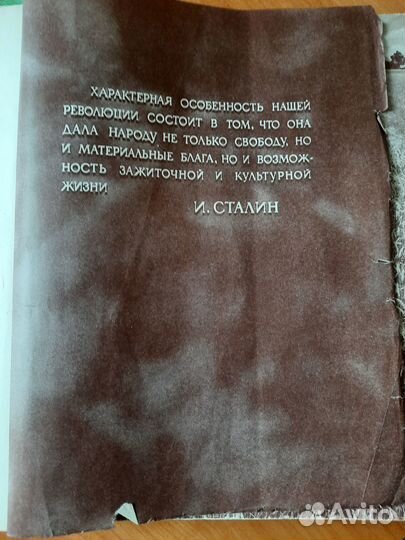 ХАРАКТЕРНАЯ ОСОБЕННОСТЬ НАШЕЙ
РЕВОЛЮЦИИ СОСТОИТ В ТОМ, ЧТО ОНА
ДАЛА НАРОДУ НЕ ТОЛЬКО СВОБОДУ, НО
И МАТЕРИАЛЬНЫЕ БЛАГА, НО И ВОЗМОЖ-
НОСТЬ ЗАЖИТОЧНОЙ И КУЛЬТУРНОЙ
ЖИЗНИ
И. СТАЛИН
Avito